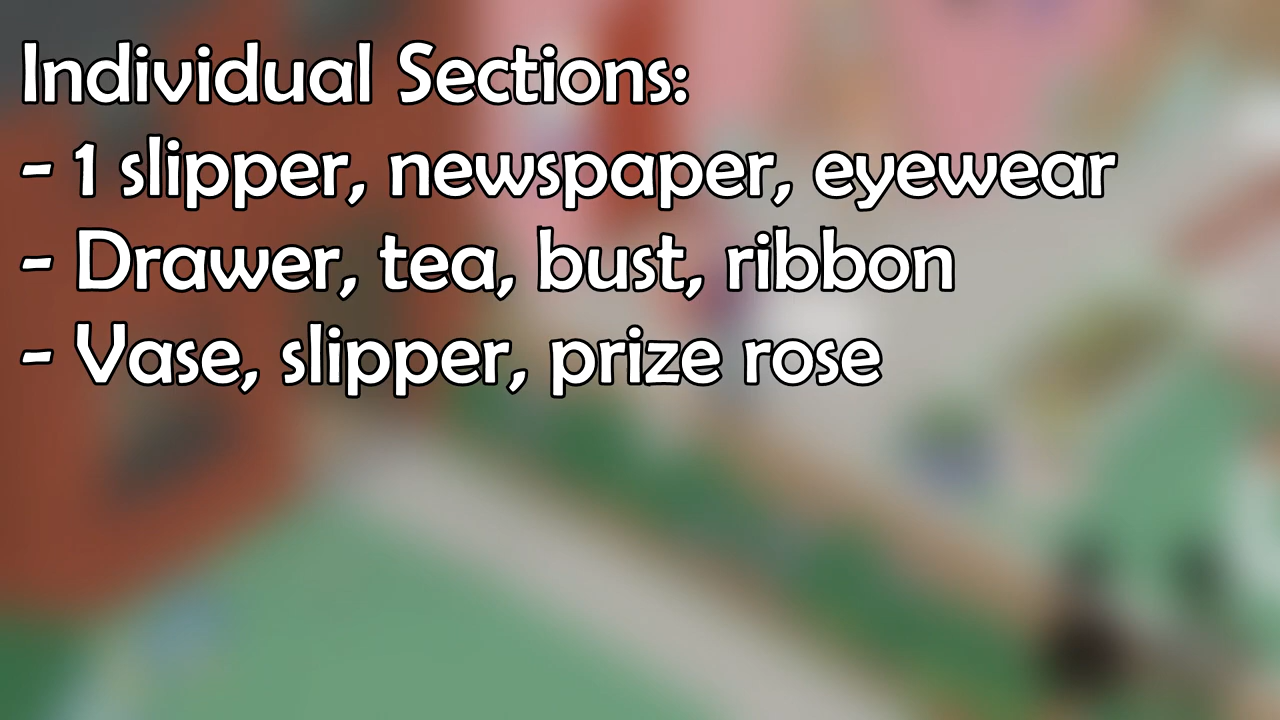 Individual Sections:
- 1 slipper, newspaper, eyewear
- Drawer, tea, bust, ribbon
- Vase, slipper, prize rose